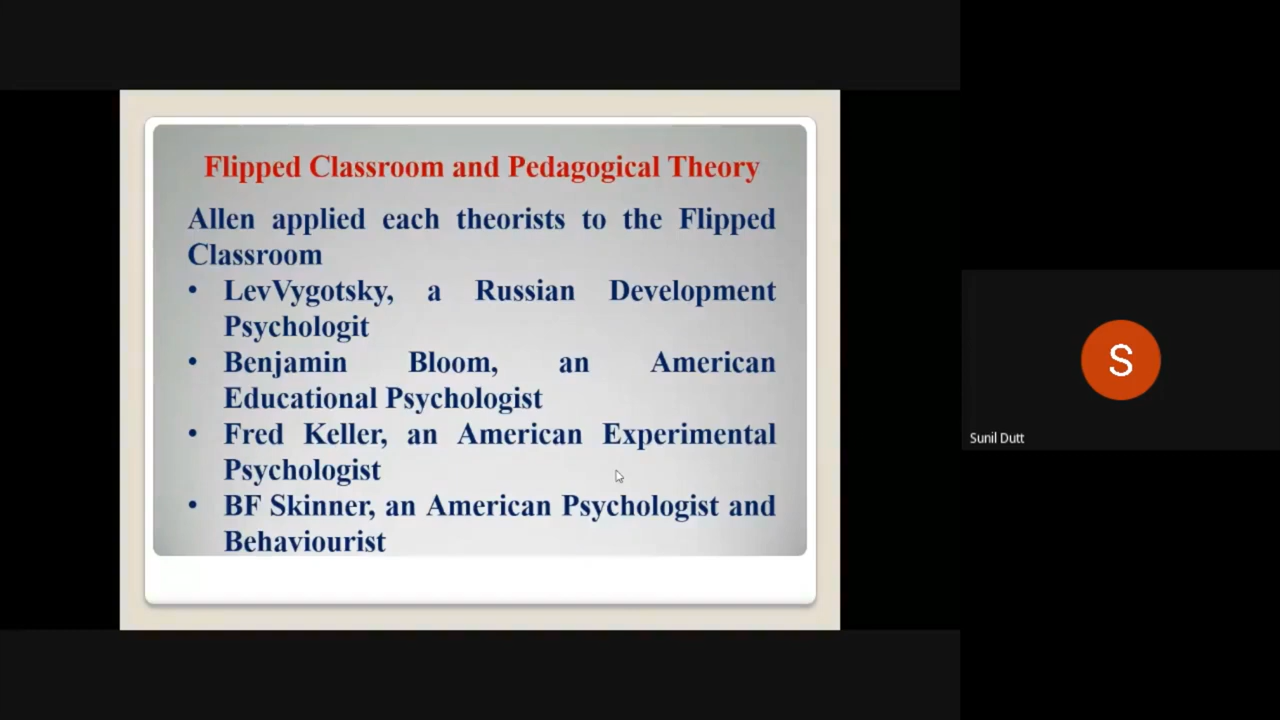 Flipped Classroom and Pedagogical Theory
Allen applied each theorists to the Flipped
Classroom
• LevVygotsky, a Russian Development
Psychologit
• Benjamin Bloom, an American
Educational Psychologist
• Fred Keller, an American Experimental
Psychologist
• BF Skinner, an American Psychologist and
Behaviourist
S
Sunil Dutt